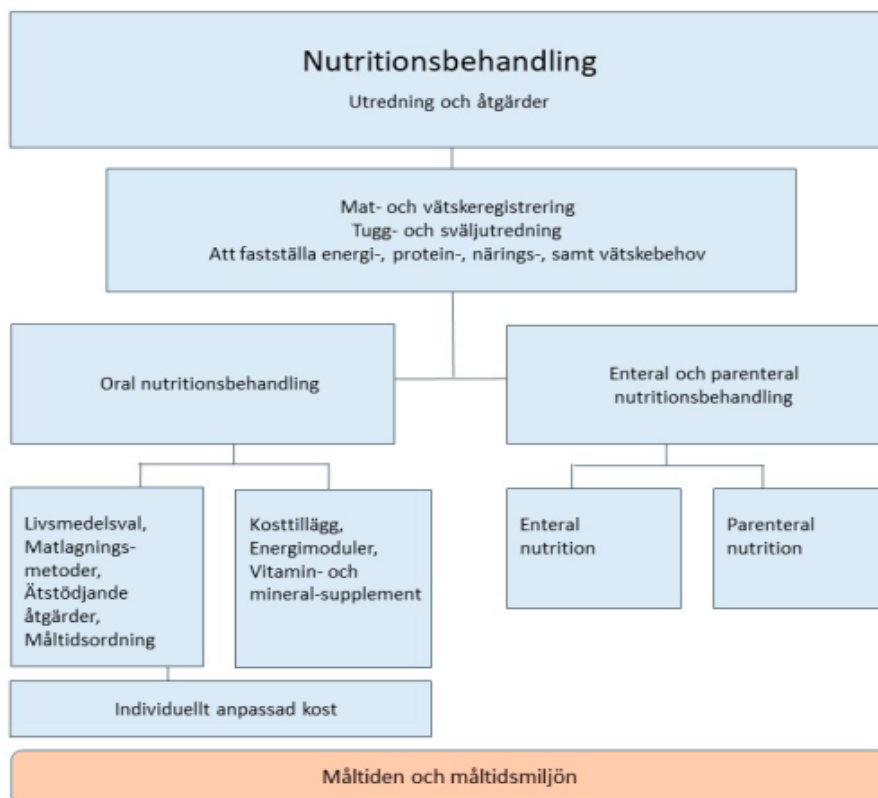 Nutritionsbehandling
Utredning och åtgärder
Mat- och vätskeregistrering
Tugg- och sväljutredning
Att fastställa energi-, protein-, närings-, samt vätskebehov
Oral nutritionsbehandling
Enteral och parenteral
nutritionsbehandling
Livsmedelsval,
Matlagnings-
metoder,
Ätstödjande
åtgärder,
Måltidsordning
Kosttillägg,
Energimoduler,
Vitamin- och
mineral-supplement
Enteral
nutrition
Parenteral
nutrition
Individuellt anpassad kost
Måltiden och måltidsmiljön